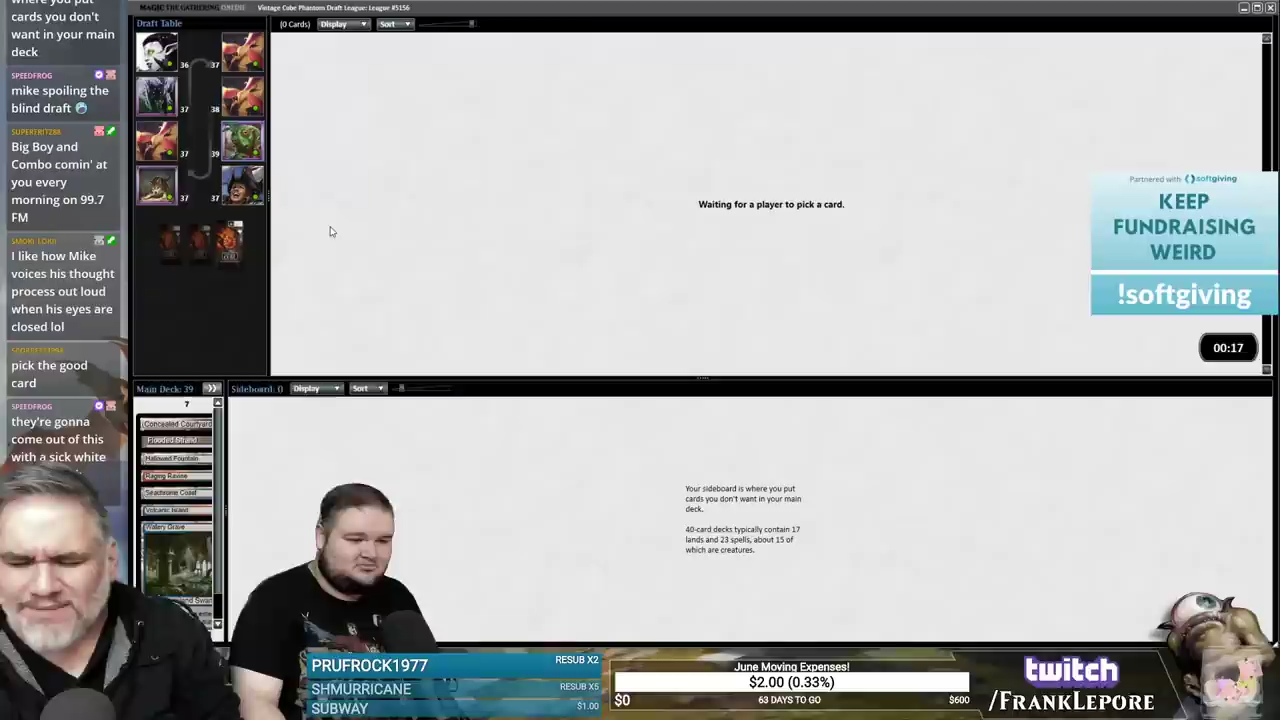 MAGIC THE GATHERING ONLINE Vintage Cube Phantom Draft League: League #5156
where you put
cards you don't
want in your main
deck
SPEEDFROG
mike spoiling the
blind draft
SUPERFRITZ88
Big Boy and
Combo comin' at
you every
morning on 99.7
FM
SMOKI_LOKII
I like how Mike
voices his thought
process out loud
when his eyes are
closed lol
pick the good
card
SPEEDFROG
they're gonna
come out of this
with a sick white
Draft Table
36 37
37 38
37 39
37 37
(0 Cards) Display Sort
Waiting for a player to pick a card.
Partnered with softgiving
KEEP
FUNDRAISING
WEIRD
!softgiving
00:17
Main Deck: 39 Sideboard: 0 Display Sort
7
Concealed Courtyard
Flooded Strand
Hallowed Fountain
Raging Ravine
Seachrome Coast
Volcanic Island
Watery Grave
Your sideboard is where you put
cards you don't want in your main
deck.
40-card decks typically contain 17
lands and 23 spells, about 15 of
which are creatures.
PRUFROCK1977 RESUB X2
SHMURRICANE RESUB X5
SUBWAY $1.00
June Moving Expenses!
$2.00 (0.33%)
$0 63 DAYS TO GO $600
twitch
/FRANKLEPORE